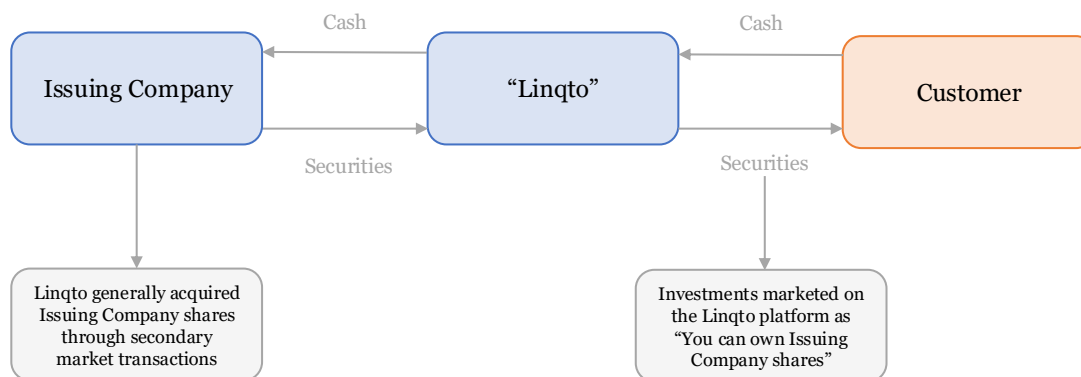 Cash
Cash
Issuing Company
“Linqto”
Customer
Securities
Securities
Linqto generally acquired
Issuing Company shares
through secondary
market transactions
Investments marketed on
the Linqto platform as
“You can own Issuing
Company shares”